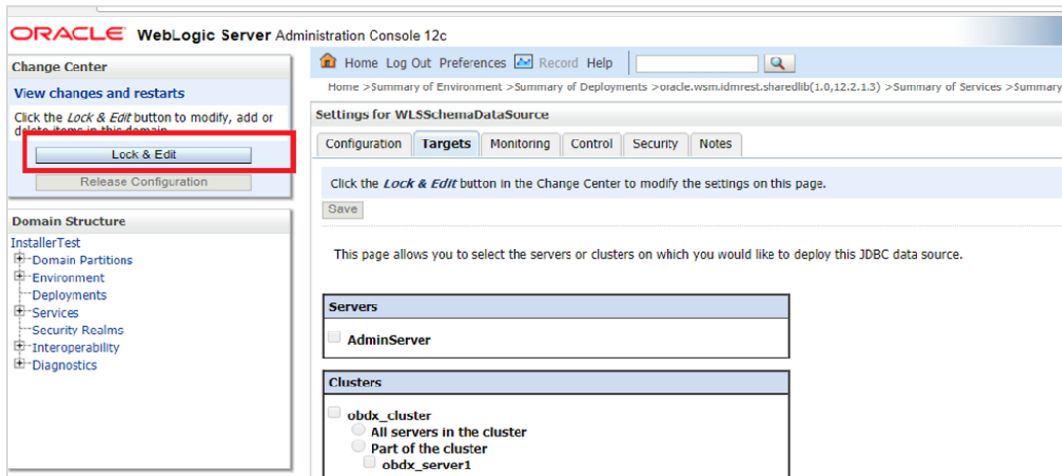 ORACLE WebLogic Server Administration Console 12c
Change Center
View changes and restarts
Click the Lock & Edit button to modify, add or
delete items in this domain.
Lock & Edit
Release Configuration
Domain Structure
InstallerTest
Domain Partitions
Environment
Deployments
Services
Security Realms
Interoperability
Diagnostics
Home Log Out Preferences Record Help
Home >Summary of Environment >Summary of Deployments >oracle.wsm.idmrest.sharedlib(1.0,12.2.1.3) >Summary of Services >Summary
Settings for WLSSchemaDataSource
Configuration Targets Monitoring Control Security Notes
Click the Lock & Edit button in the Change Center to modify the settings on this page.
Save
This page allows you to select the servers or clusters on which you would like to deploy this JDBC data source.
Servers
AdminServer
Clusters
obdx_cluster
All servers in the cluster
Part of the cluster
obdx_server1